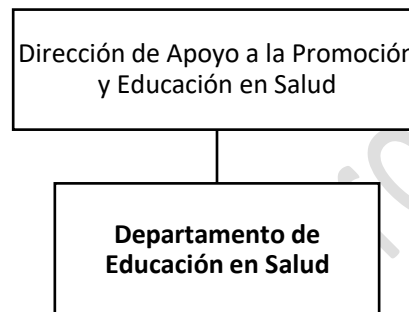 Dirección de Apoyo a la Promoción
y Educación en Salud
Departamento de
Educación en Salud